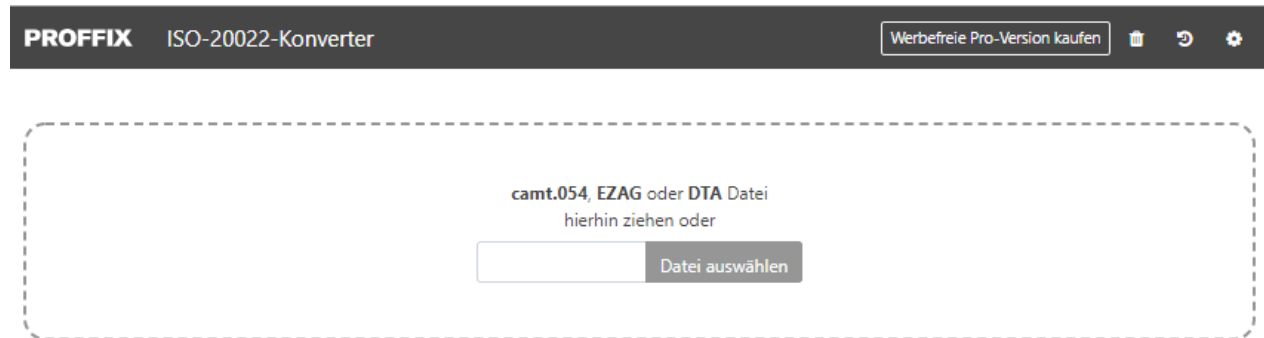 PROFFIX ISO-20022-Konverter Werbefreie Pro-Version kaufen
camt.054, EZAG oder DTA Datei
hierhin ziehen oder
Datei auswählen